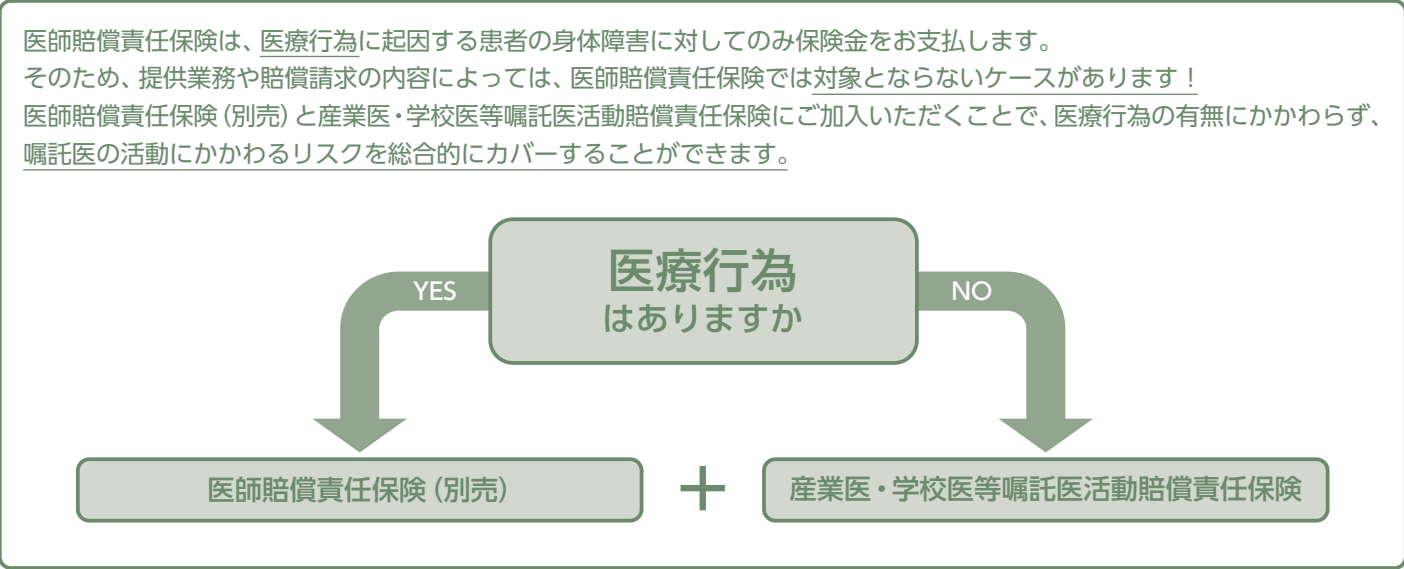 医師賠償責任保険は、医療行為に起因する患者の身体障害に対してのみ保険金をお支払します。
そのため、提供業務や賠償請求の内容によっては、医師賠償責任保険では対象とならないケースがあります！
医師賠償責任保険（別売）と産業医・学校医等嘱託医活動賠償責任保険にご加入いただくことで、医療行為の有無にかかわらず、
嘱託医の活動にかかわるリスクを総合的にカバーすることができます。
医療行為
はありますか
YES
NO
医師賠償責任保険（別売）
＋
産業医・学校医等嘱託医活動賠償責任保険